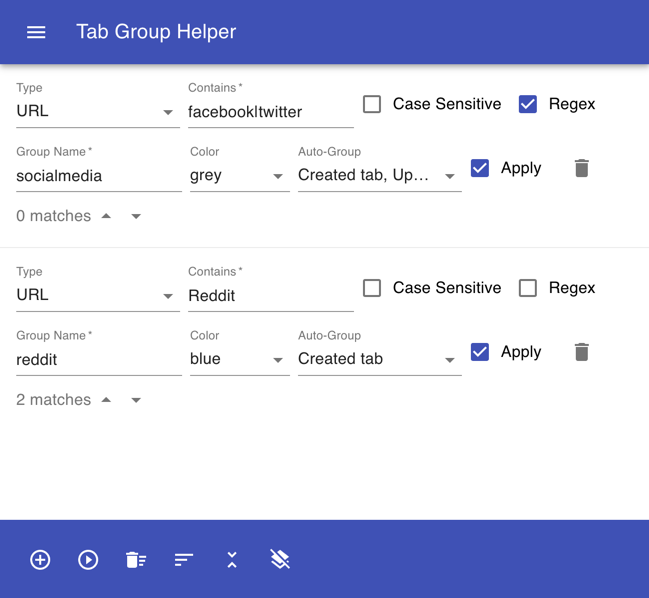 Tab Group Helper
Type Contains *
URL facebook|twitter Case Sensitive Regex
Group Name * Color Auto-Group
socialmedia grey Created tab, Up... Apply
0 matches
Type Contains *
URL Reddit Case Sensitive Regex
Group Name * Color Auto-Group
reddit blue Created tab Apply
2 matches